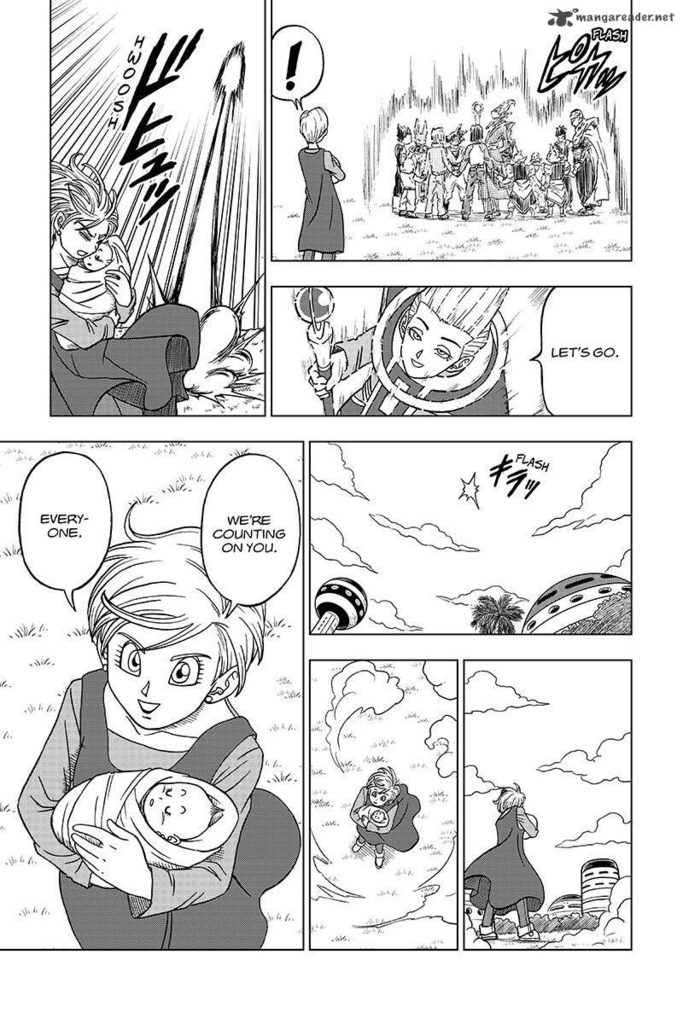 mangareader.net
FLASH
ピカッ
!
HWOOSH
ドヒュッ
LET'S GO.
FLASH
キラッ
WE'RE
COUNTING
ON YOU.
EVERY-
ONE.